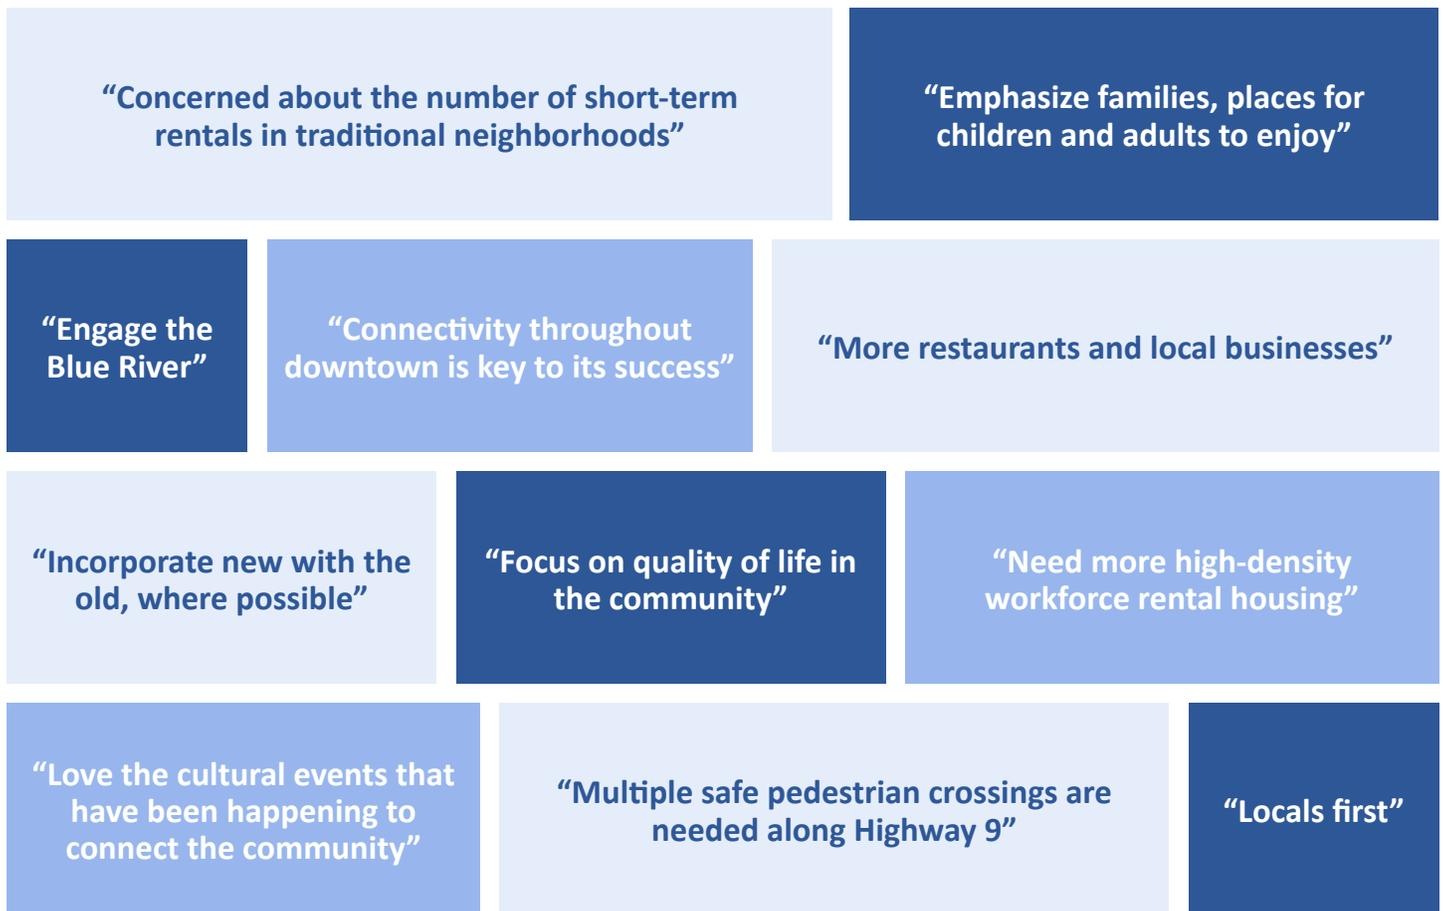 “Concerned about the number of short-term
rentals in traditional neighborhoods”
“Emphasize families, places for
children and adults to enjoy”
“Engage the
Blue River”
“Connectivity throughout
downtown is key to its success”
“More restaurants and local businesses”
“Incorporate new with the
old, where possible”
“Focus on quality of life in
the community”
“Need more high-density
workforce rental housing”
“Love the cultural events that
have been happening to
connect the community”
“Multiple safe pedestrian crossings are
needed along Highway 9”
“Locals first”